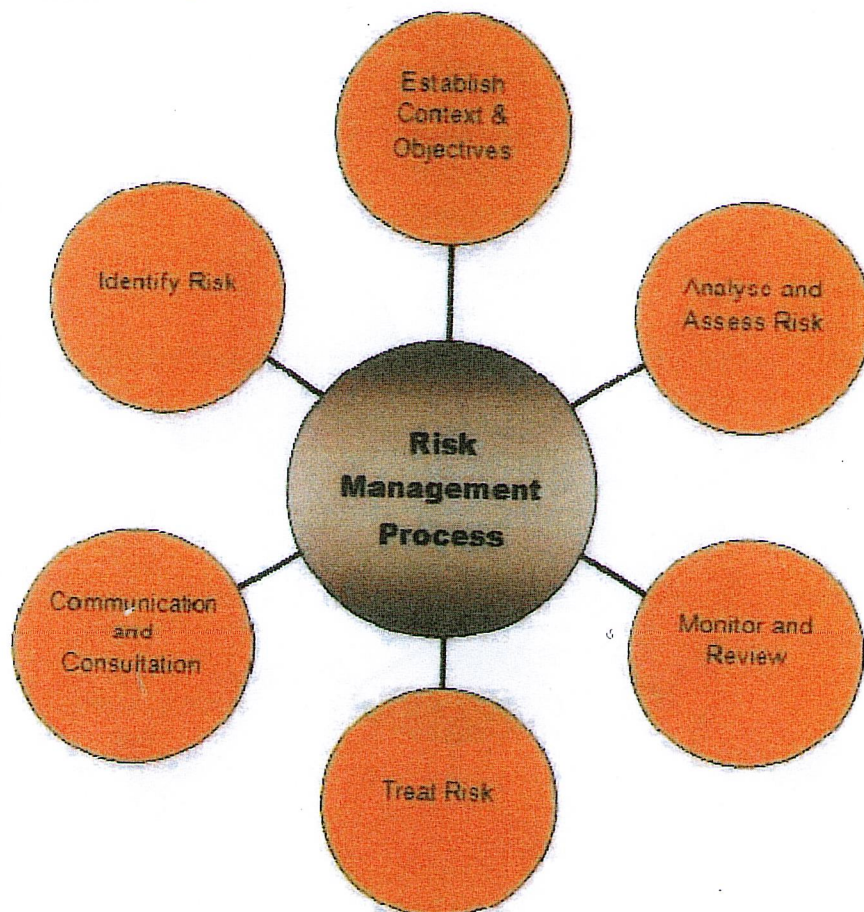 Establish
Context &
Objectives
Identify Risk
Analyse and
Assess Risk
Risk
Management
Process
Communication
and
Consultation
Monitor and
Review
Treat Risk